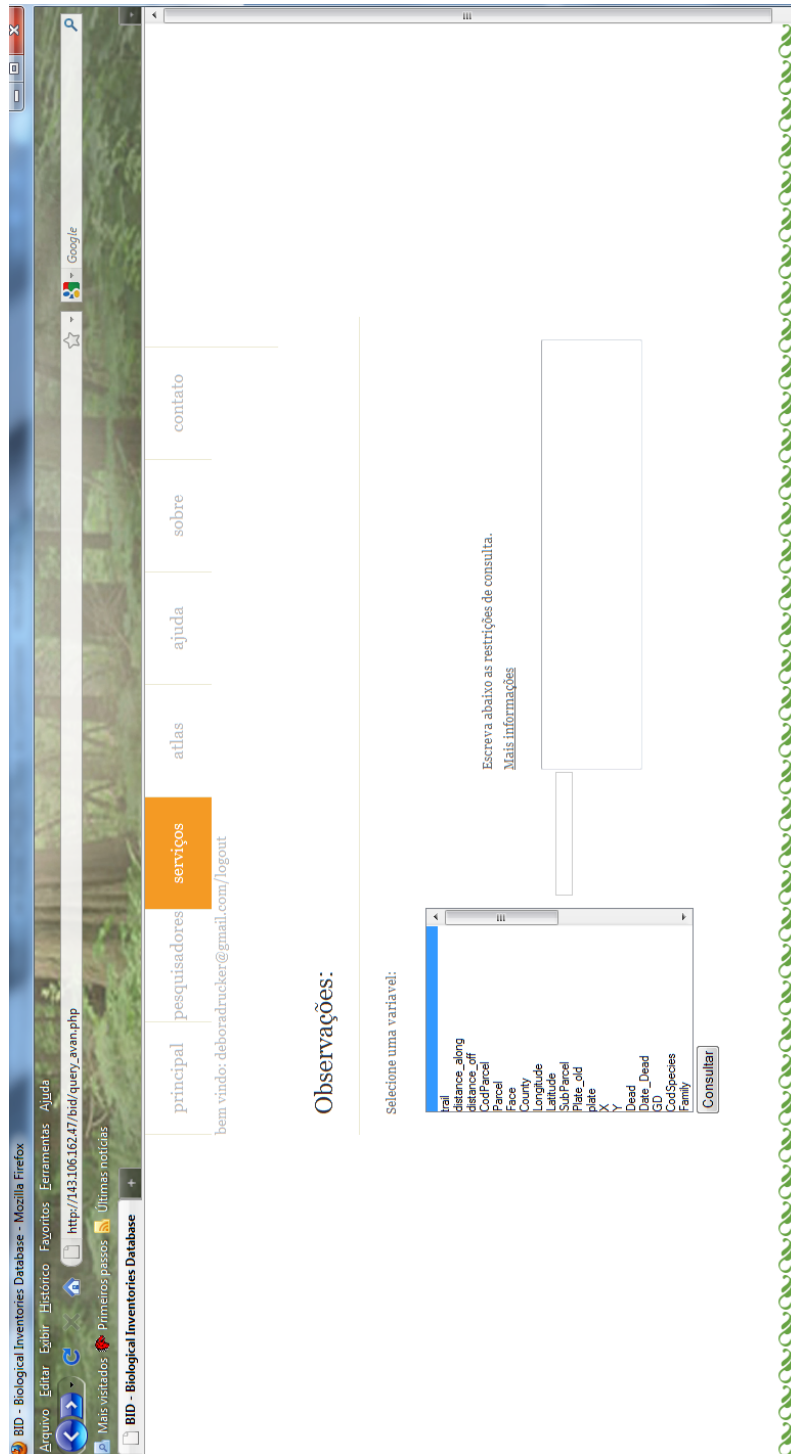 BID - Biological Inventories Database - Mozilla Firefox
Arquivo Editar Exibir Histórico Favoritos Ferramentas Ajuda
http://143.106.162.47/bid/query_avan.php
Google
Mais visitados Primeiros passos Últimas notícias
BID - Biological Inventories Database
principal pesquisadores serviços atlas ajuda sobre contato
bem vindo: deboradrucker@gmail.com/logout
Observações:
Selecione uma variavel:
trail
distance_along
distance_off
CodParcel
Parcel
Face
County
Longitude
Latitude
SubParcel
Plate_old
plate
X
Y
Dead
Date_Dead
GD
CodSpecies
Family
Escreva abaixo as restrições de consulta.
Mais informações
Consultar